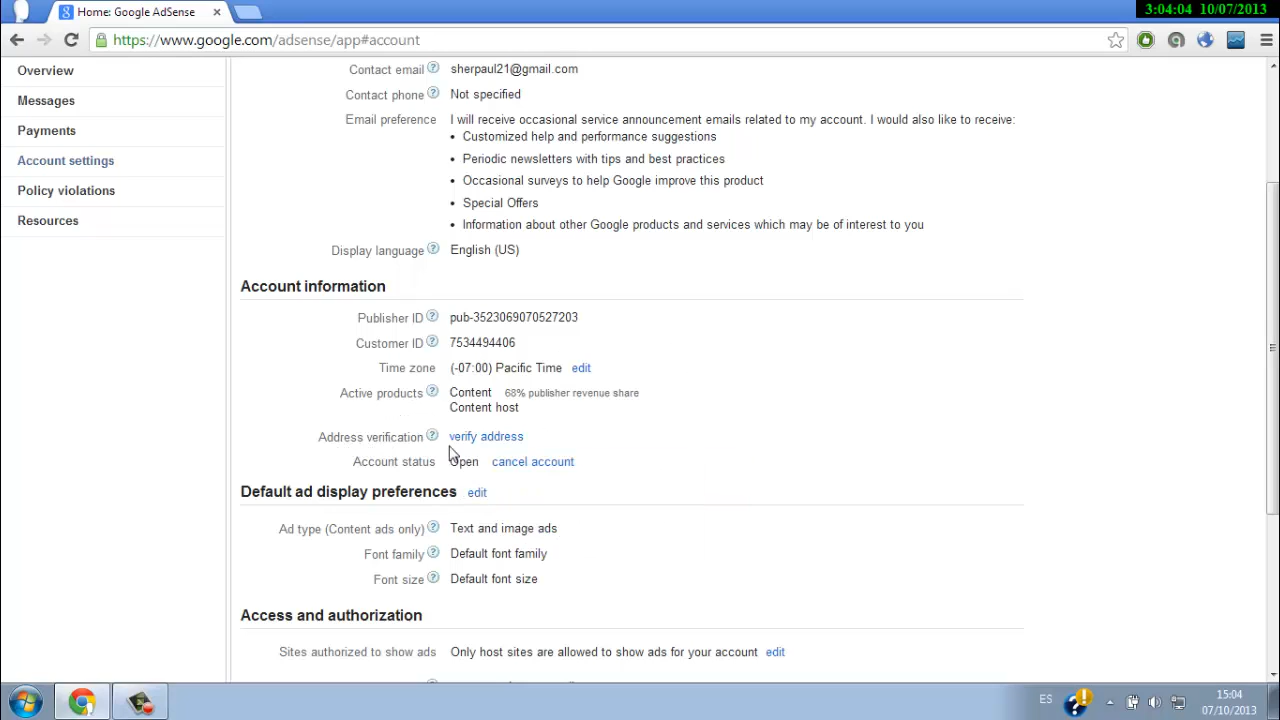 3:04:04 10/07/2013
Home: Google AdSense
https://www.google.com/adsense/app#account
Overview
Messages
Payments
Account settings
Policy violations
Resources
Contact email sherpaul21@gmail.com
Contact phone Not specified
Email preference I will receive occasional service announcement emails related to my account. I would also like to receive:
• Customized help and performance suggestions
• Periodic newsletters with tips and best practices
• Occasional surveys to help Google improve this product
• Special Offers
• Information about other Google products and services which may be of interest to you
Display language English (US)
Account information
Publisher ID pub-3523069070527203
Customer ID 7534494406
Time zone (-07:00) Pacific Time edit
Active products Content 68% publisher revenue share
Content host
Address verification verify address
Account status Open cancel account
Default ad display preferences edit
Ad type (Content ads only) Text and image ads
Font family Default font family
Font size Default font size
Access and authorization
Sites authorized to show ads Only host sites are allowed to show ads for your account edit
ES
15:04
07/10/2013